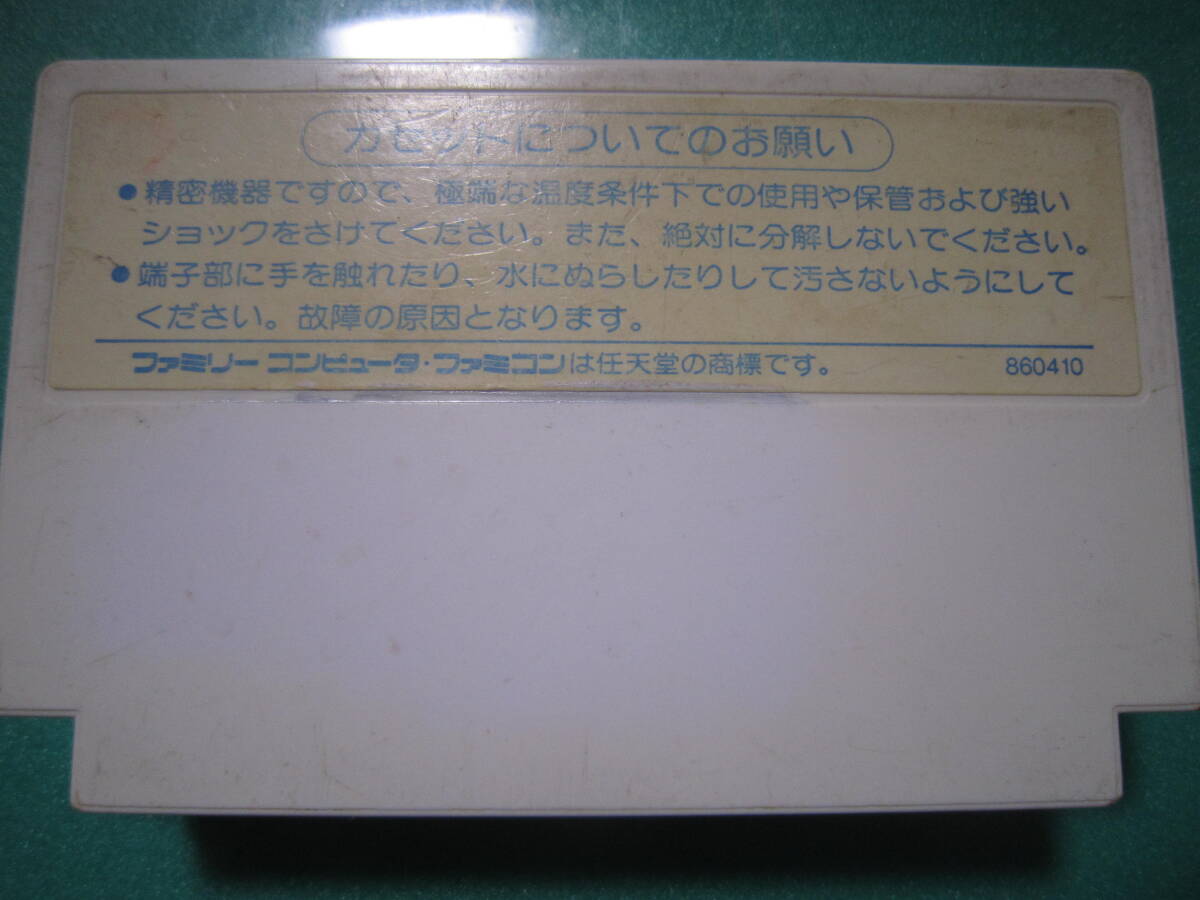 カセットについてのお願い
●精密機器ですので、極端な温度条件下での使用や保管および強い
ショックをさけてください。また、絶対に分解しないでください。
●端子部に手を触れたり、水にぬらしたりして汚さないようにして
ください。故障の原因となります。
ファミリー コンピュータ・ファミコンは任天堂の商標です。 860410